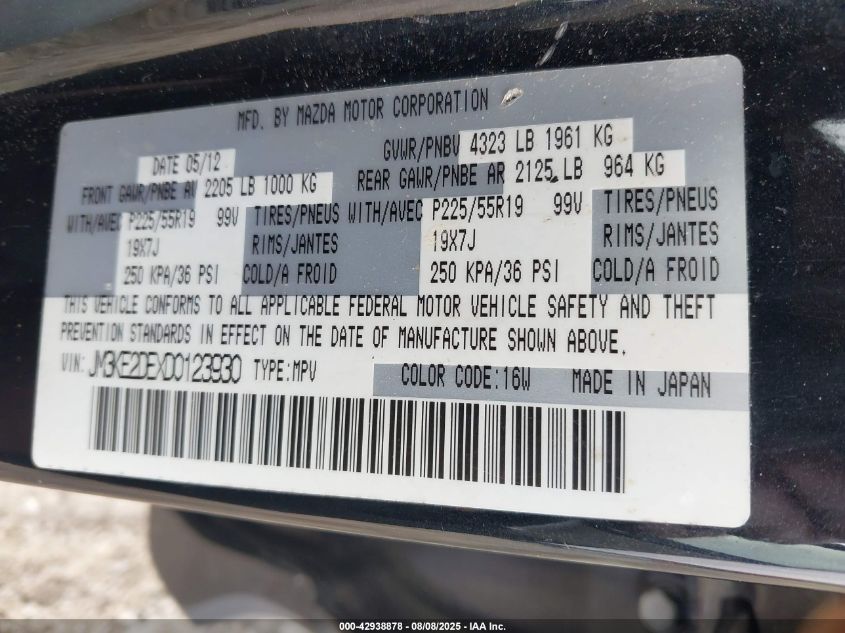 MFD. BY MAZDA MOTOR CORPORATION
DATE 05/12 GVWR/PNBV 4323 LB 1961 KG
FRONT GAWR/PNBE AV 2205 LB 1000 KG REAR GAWR/PNBE AR 2125 LB 964 KG
WITH/AVEC P225/55R19 99V TIRES/PNEUS WITH/AVEC P225/55R19 99V TIRES/PNEUS
19X7J RIMS/JANTES 19X7J RIMS/JANTES
250 KPA/36 PSI COLD/A FROID 250 KPA/36 PSI COLD/A FROID
THIS VEHICLE CONFORMS TO ALL APPLICABLE FEDERAL MOTOR VEHICLE SAFETY AND THEFT
PREVENTION STANDARDS IN EFFECT ON THE DATE OF MANUFACTURE SHOWN ABOVE.
VIN: JM3KE2DEXD0123930 TYPE:MPV COLOR CODE:16W MADE IN JAPAN
000-42938878 - 08/08/2025 - IAA Inc.